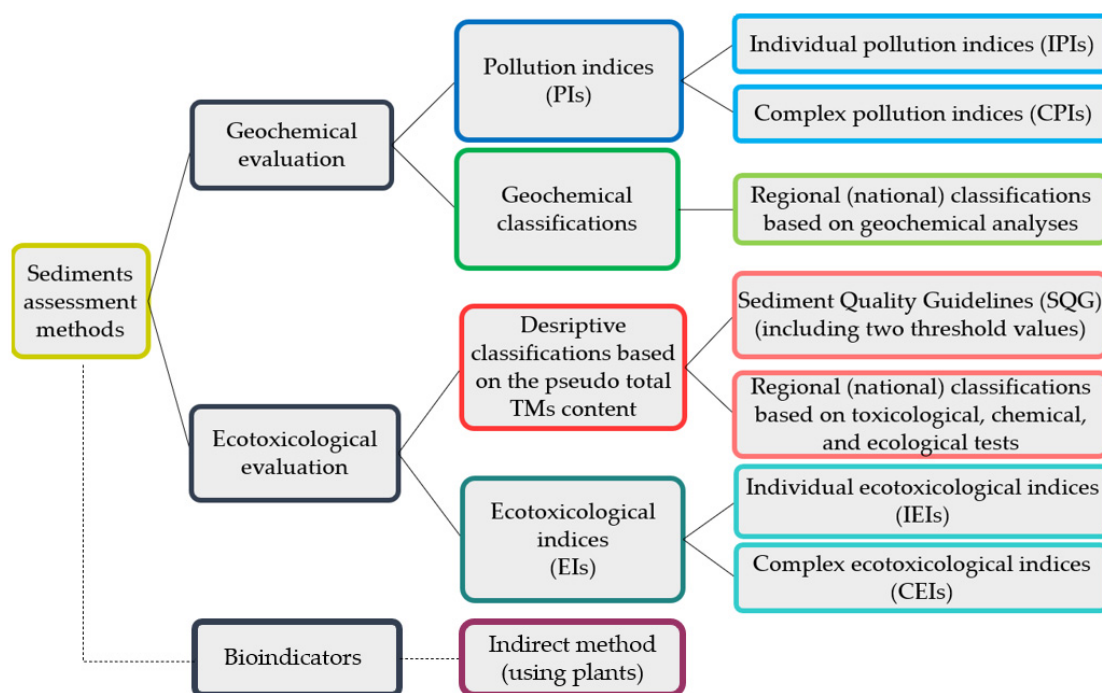 Sediments
assessment
methods
Geochemical
evaluation
Pollution indices
(PIs)
Individual pollution indices (IPIs)
Complex pollution indices (CPIs)
Geochemical
classifications
Regional (national) classifications
based on geochemical analyses
Ecotoxicological
evaluation
Desriptive
classifications based
on the pseudo total
TMs content
Sediment Quality Guidelines (SQG)
(including two threshold values)
Regional (national) classifications
based on toxicological, chemical,
and ecological tests
Ecotoxicological
indices
(EIs)
Individual ecotoxicological indices
(IEIs)
Complex ecotoxicological indices
(CEIs)
Bioindicators
Indirect method
(using plants)